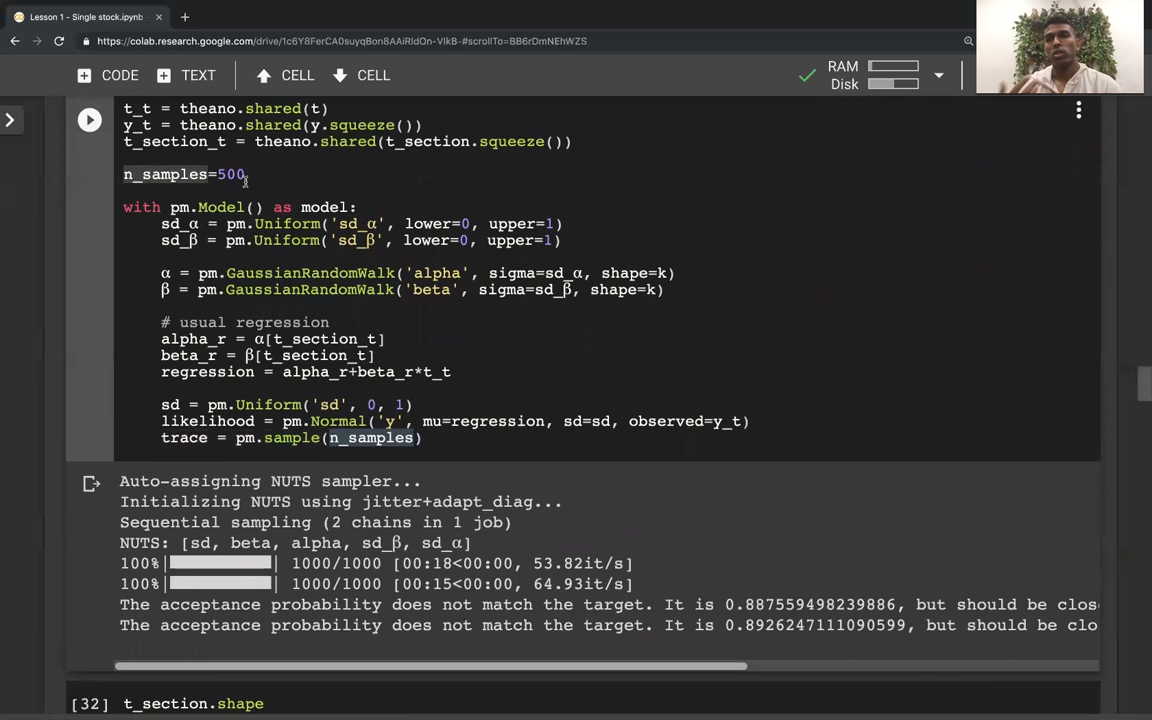 Lesson 1 - Single stock.ipynb
https://colab.research.google.com/drive/1c6Y8FerCA0suyqBon8AAiRIdOn-VIkB-#scrollTo=BB6rDmNEhWZS
CODE TEXT CELL CELL
RAM
Disk
t_t = theano.shared(t)
y_t = theano.shared(y.squeeze())
t_section_t = theano.shared(t_section.squeeze())
n_samples=500
with pm.Model() as model:
sd_α = pm.Uniform('sd_α', lower=0, upper=1)
sd_β = pm.Uniform('sd_β', lower=0, upper=1)
α = pm.GaussianRandomWalk('alpha', sigma=sd_α, shape=k)
β = pm.GaussianRandomWalk('beta', sigma=sd_β, shape=k)
# usual regression
alpha_r = α[t_section_t]
beta_r = β[t_section_t]
regression = alpha_r+beta_r*t_t
sd = pm.Uniform('sd', 0, 1)
likelihood = pm.Normal('y', mu=regression, sd=sd, observed=y_t)
trace = pm.sample(n_samples)
Auto-assigning NUTS sampler...
Initializing NUTS using jitter+adapt_diag...
Sequential sampling (2 chains in 1 job)
NUTS: [sd, beta, alpha, sd_β, sd_α]
100%| | 1000/1000 [00:18<00:00, 53.82it/s]
100%| | 1000/1000 [00:15<00:00, 64.93it/s]
The acceptance probability does not match the target. It is 0.887559498239886, but should be close
The acceptance probability does not match the target. It is 0.8926247111090599, but should be clo
[32] t_section.shape